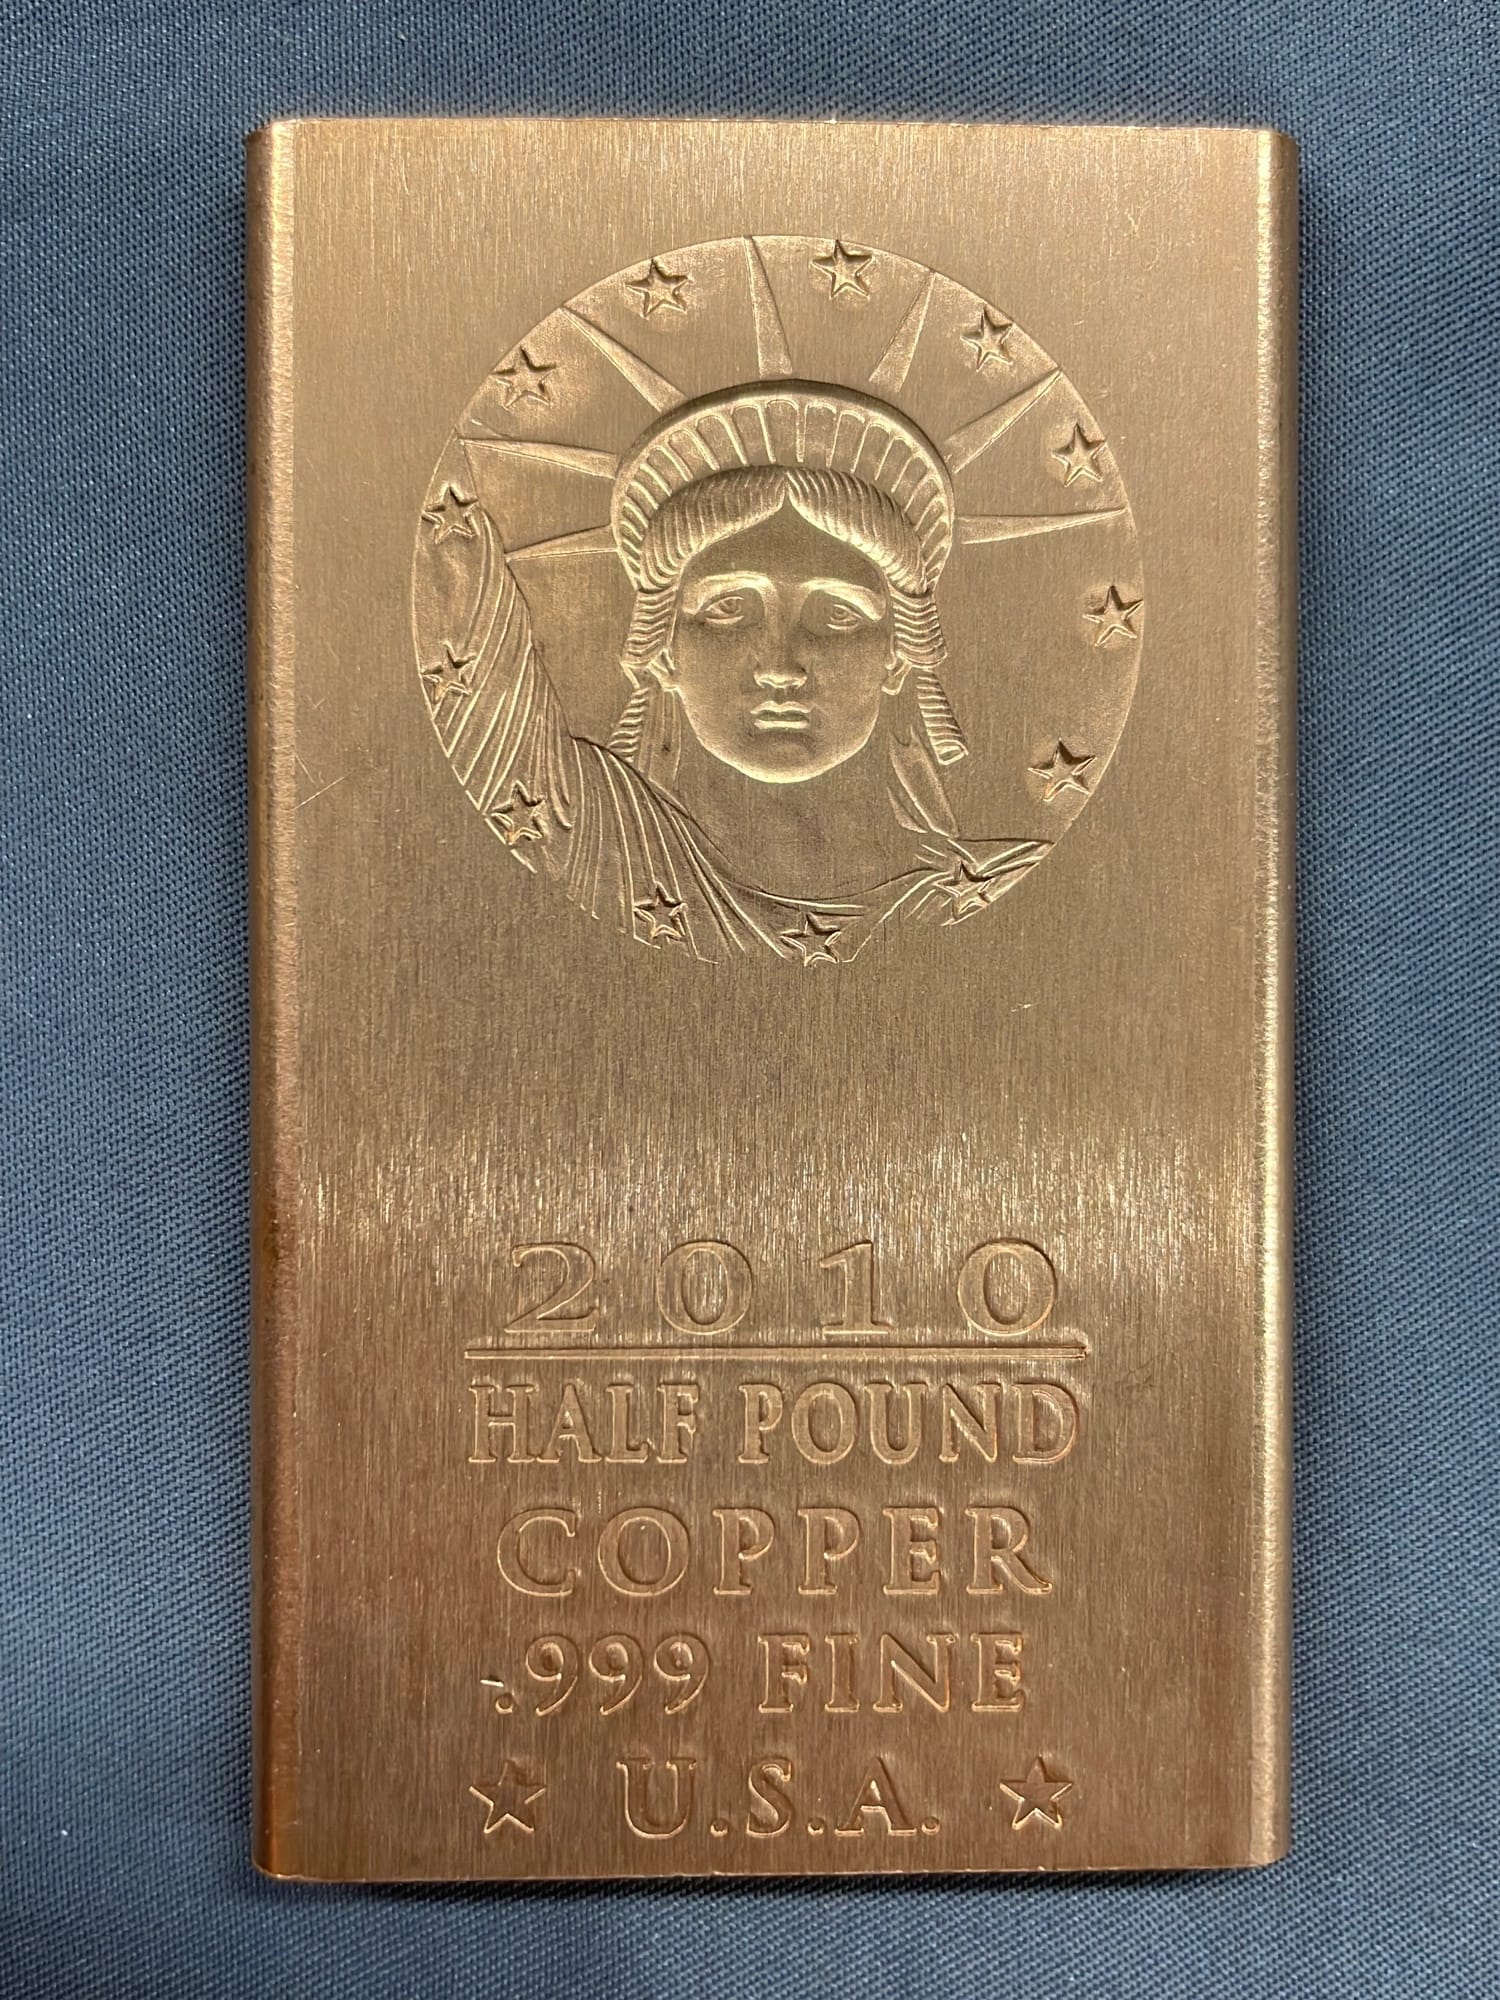 2010
HALF POUND
COPPER
.999 FINE
U.S.A.